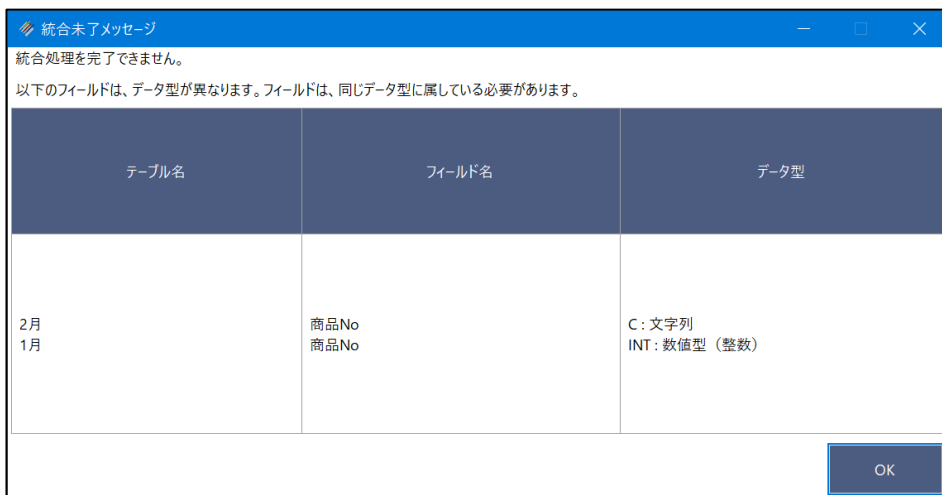 統合未了メッセージ
統合処理を完了できません。
以下のフィールドは、データ型が異なります。フィールドは、同じデータ型に属している必要があります。
テーブル名 フィールド名 データ型
2月 商品No C : 文字列
1月 商品No INT : 数値型（整数）
OK